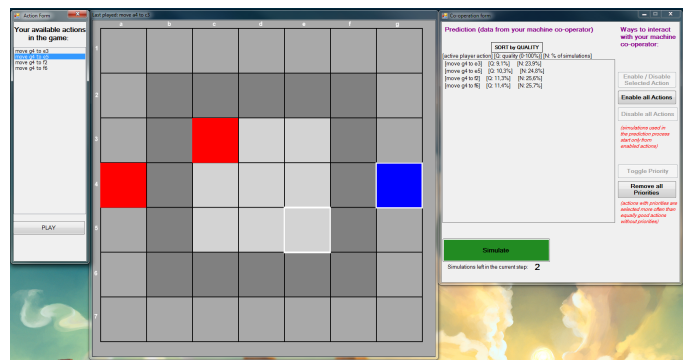 Action Form
Your available actions
in the game:
move g4 to e3
move g4 to e5
move g4 to f2
move g4 to f6
PLAY
Last played: move a4 to c3
a b c d e f g
1
2
3
4
5
6
7
Co-operation form
Prediction (data from your machine co-operator)
SORT by QUALITY
[active player action] [Q: quality (0-100%)] [N: % of simulations]
[move g4 to e3] [Q: 9,1%] [N: 23,9%]
[move g4 to e5] [Q: 10,3%] [N: 24,8%]
[move g4 to f2] [Q: 11,3%] [N: 25,6%]
[move g4 to f6] [Q: 11,4%] [N: 25,7%]
Simulate
Simulations left in the current step: 2
Ways to interact
with your machine
co-operator:
Enable / Disable
Selected Action
Enable all Actions
Disable all Actions
(simulations used in
the prediction process
start only from
enabled actions)
Toggle Priority
Remove all
Priorities
(actions with priorities are
selected more often than
equally good actions
without priorities)